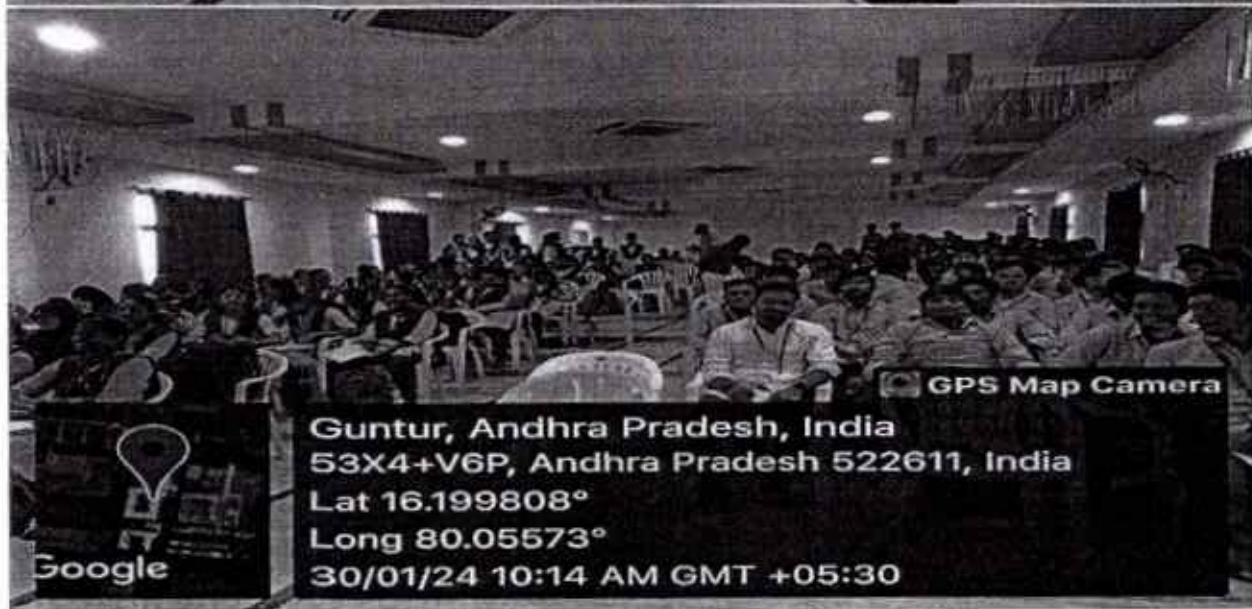 GPS Map Camera
Guntur, Andhra Pradesh, India
53X4+V6P, Andhra Pradesh 522611, India
Lat 16.199808°
Long 80.05573°
30/01/24 10:14 AM GMT +05:30
Google